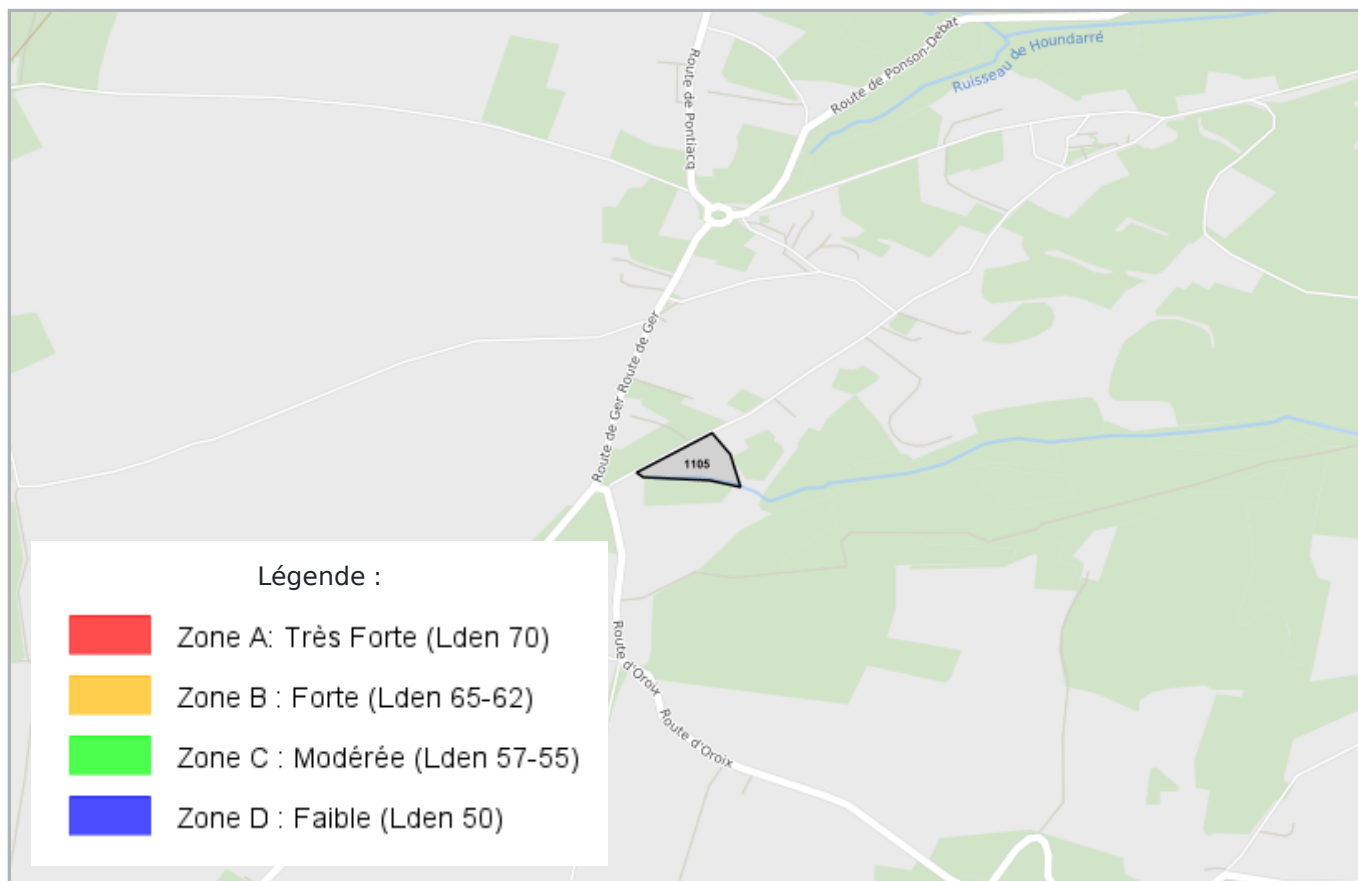 Route de Pontiacq
Route de Ponson-Debat
Ruisseau de Houndarré
Route de Ger
Route de Ger
1105
Légende :
Zone A: Très Forte (Lden 70)
Zone B : Forte (Lden 65-62)
Zone C : Modérée (Lden 57-55)
Zone D : Faible (Lden 50)
Route d'Oroix
Route d'Oroix